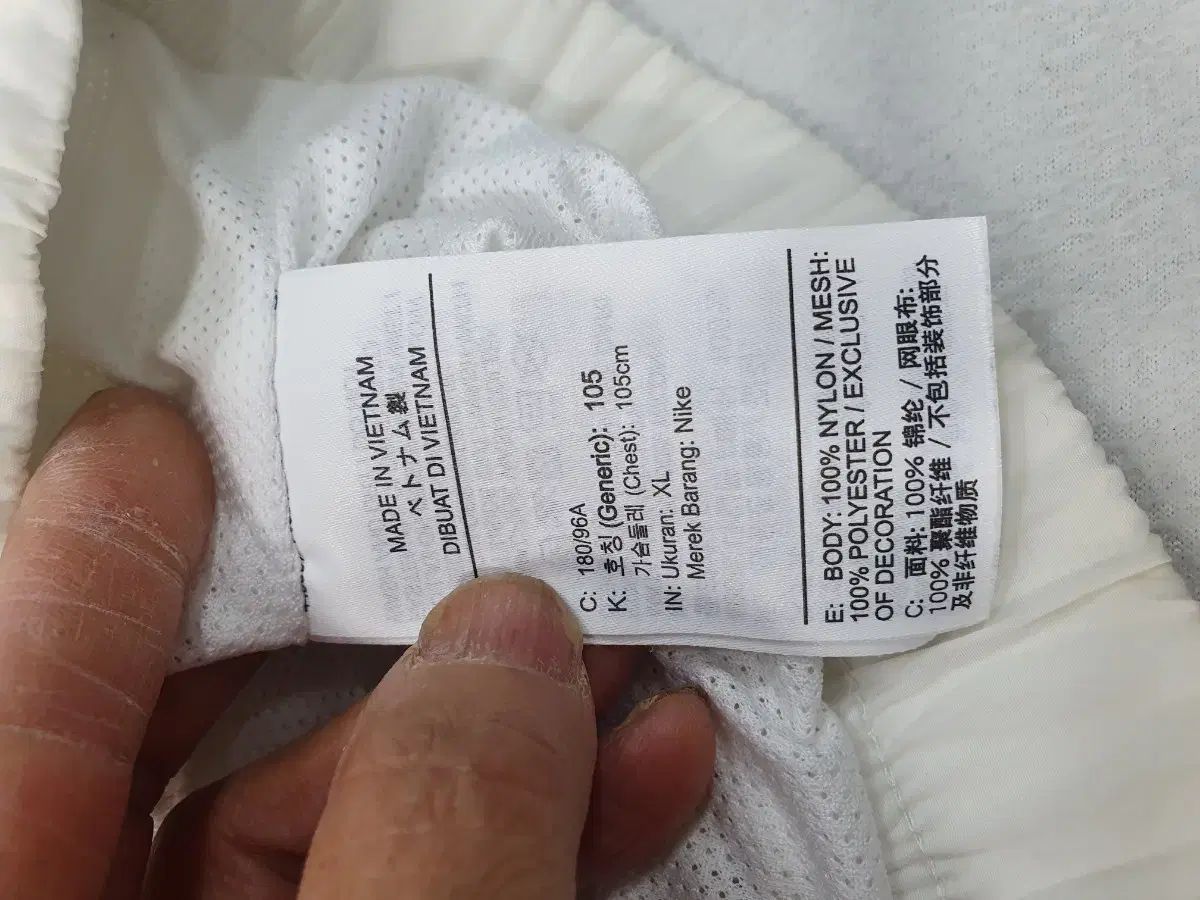 MADE IN VIETNAM
ベトナム製
DIBUAT DI VIETNAM
C: 180/96A
K: 호칭 (Generic): 105
가슴둘레 (Chest): 105cm
IN: Ukuran: XL
Merek Barang: Nike
E: BODY: 100% NYLON / MESH:
100% POLYESTER / EXCLUSIVE
OF DECORATION
C: 面料: 100% 锦纶 / 网眼布:
100% 聚酯纤维 / 不包括装饰部分
及非纤维物质